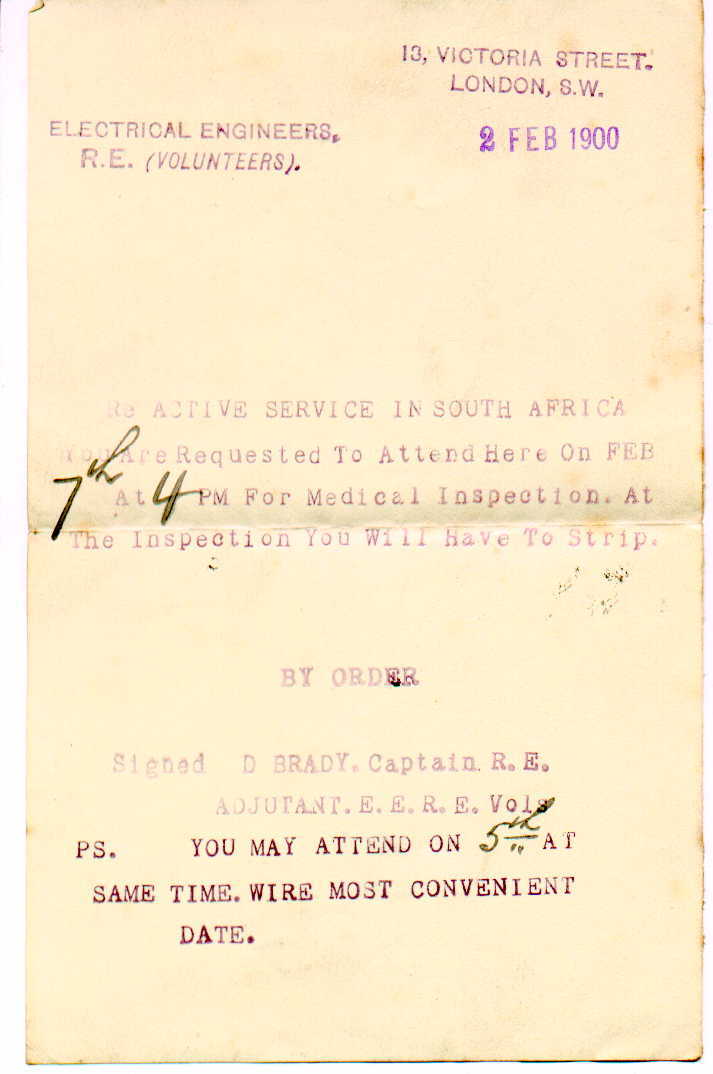 13, VICTORIA STREET.
LONDON, S.W.
ELECTRICAL ENGINEERS,
R.E. (VOLUNTEERS).
2 FEB 1900
Re ACTIVE SERVICE IN SOUTH AFRICA
You Are Requested To Attend Here On FEB
7th At 4 PM For Medical Inspection. At
The Inspection You Will Have To Strip.
BY ORDER
Signed D BRADY. Captain R.E.
ADJUTANT. E.E.R.E. Vols
PS. YOU MAY ATTEND ON 5th AT
SAME TIME. WIRE MOST CONVENIENT
DATE.